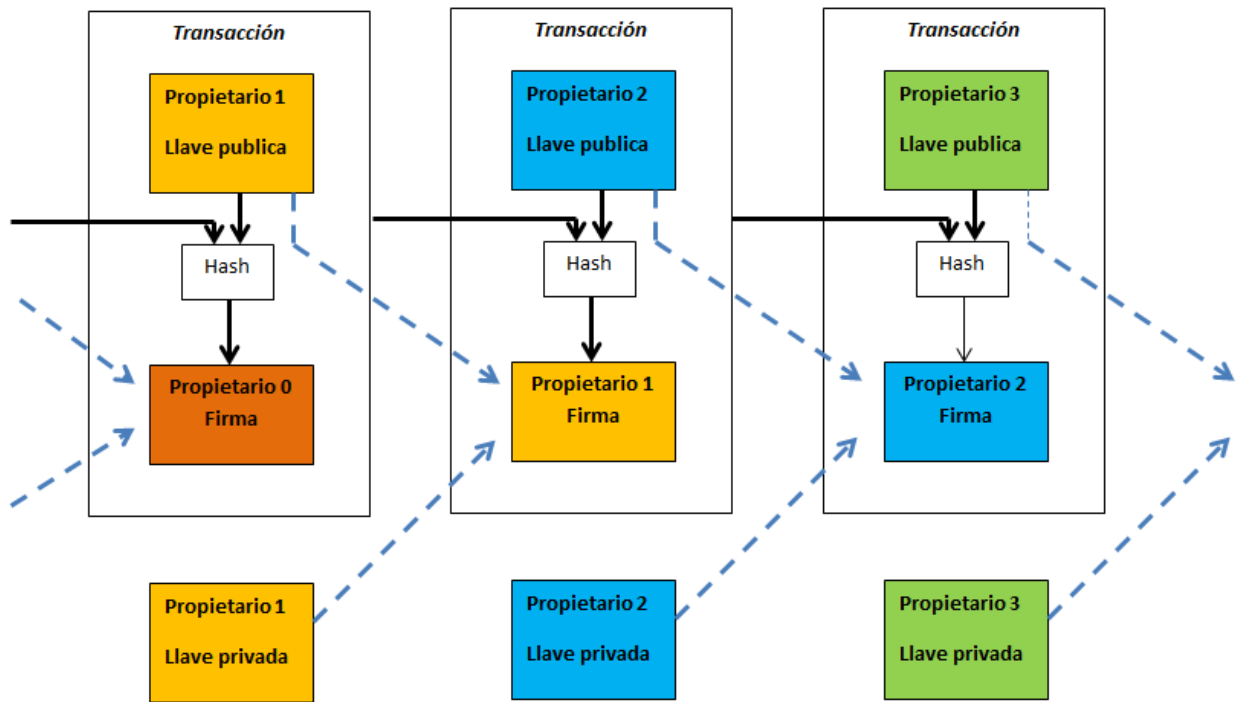 Transacción
Propietario 1
Llave publica
Hash
Propietario 0
Firma
Propietario 1
Llave privada
Transacción
Propietario 2
Llave publica
Hash
Propietario 1
Firma
Propietario 2
Llave privada
Transacción
Propietario 3
Llave publica
Hash
Propietario 2
Firma
Propietario 3
Llave privada